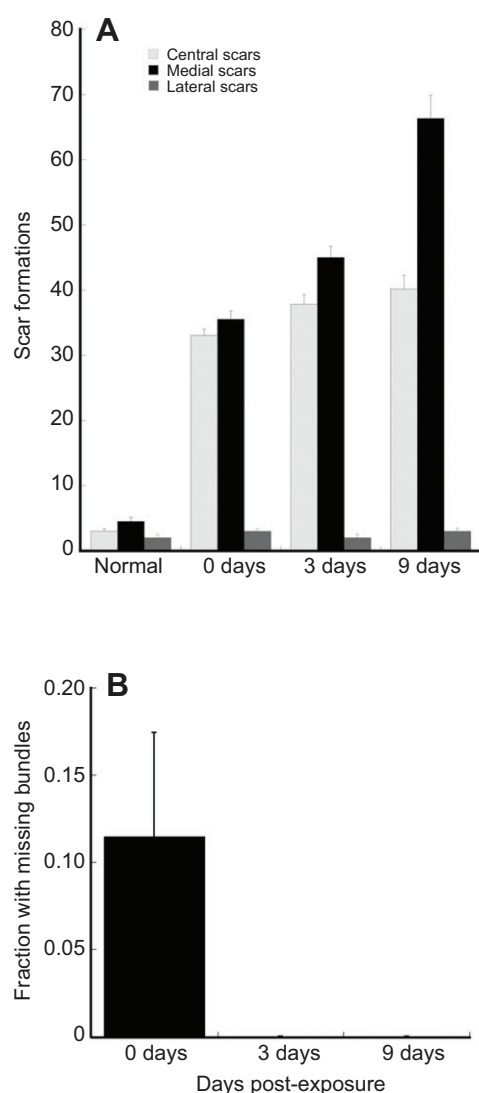 A
80
70
60
50
40
30
20
10
0
Scar formations
Central scars
Medial scars
Lateral scars
Normal 0 days 3 days 9 days
B
0.20
0.15
0.10
0.05
0
Fraction with missing bundles
0 days 3 days 9 days
Days post-exposure